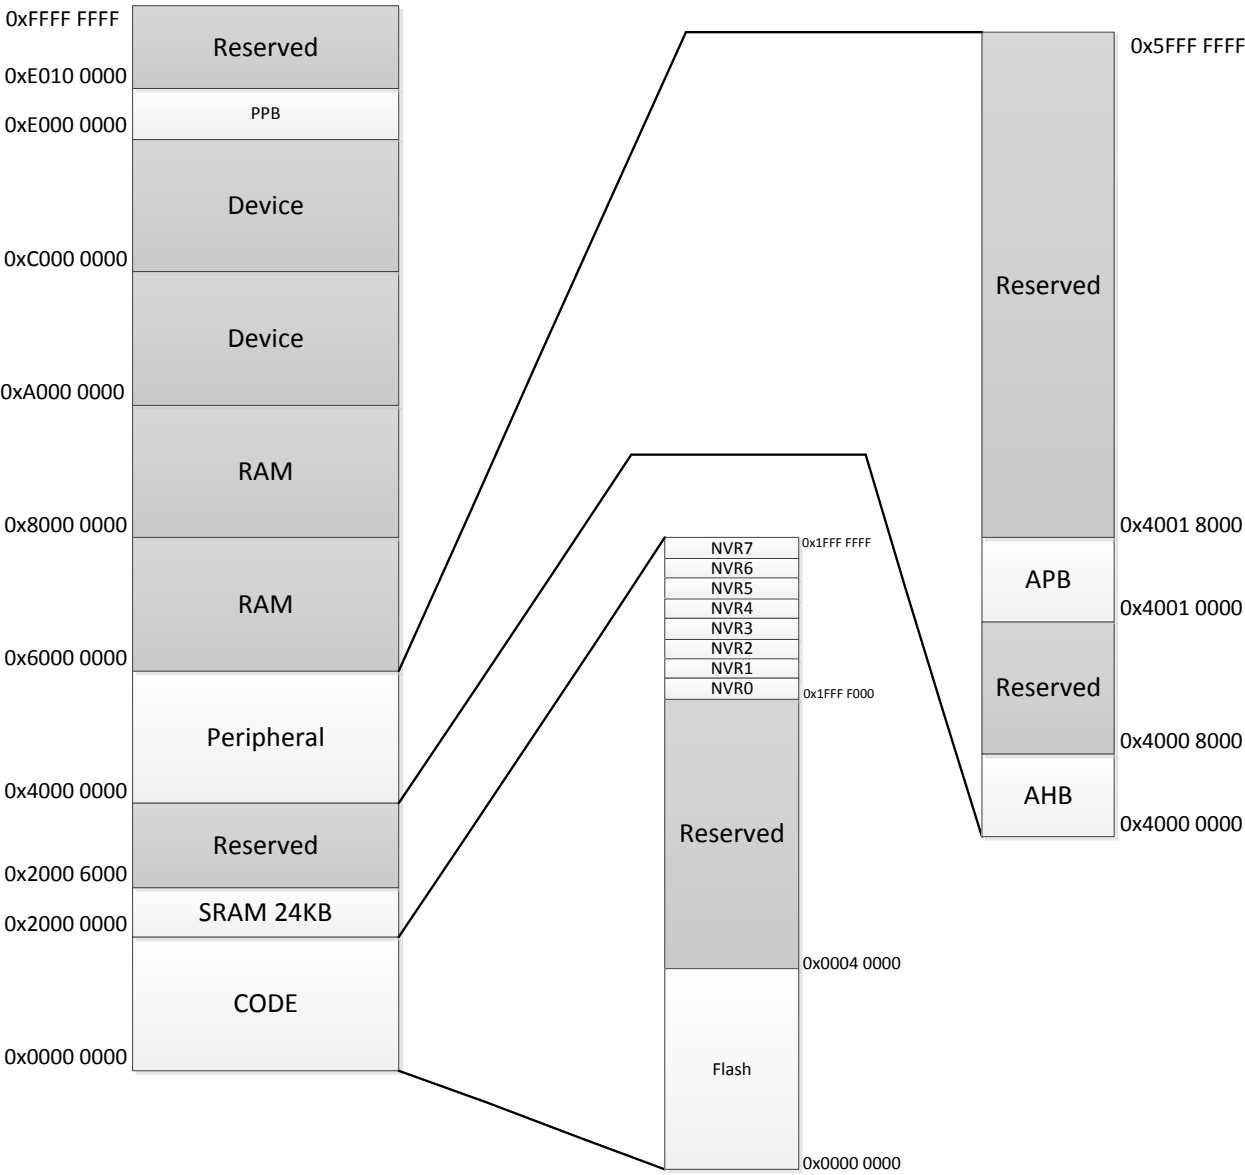 0xFFFF FFFF
Reserved
0xE010 0000
PPB
0xE000 0000
Device
0xC000 0000
Device
0xA000 0000
RAM
0x8000 0000
RAM
0x6000 0000
Peripheral
0x4000 0000
Reserved
0x2000 6000
SRAM 24KB
0x2000 0000
CODE
0x0000 0000
NVR7
0x1FFF FFFF
NVR6
NVR5
NVR4
NVR3
NVR2
NVR1
NVR0
0x1FFF F000
Reserved
0x0004 0000
Flash
0x0000 0000
0x5FFF FFFF
Reserved
0x4001 8000
APB
0x4001 0000
Reserved
0x4000 8000
AHB
0x4000 0000